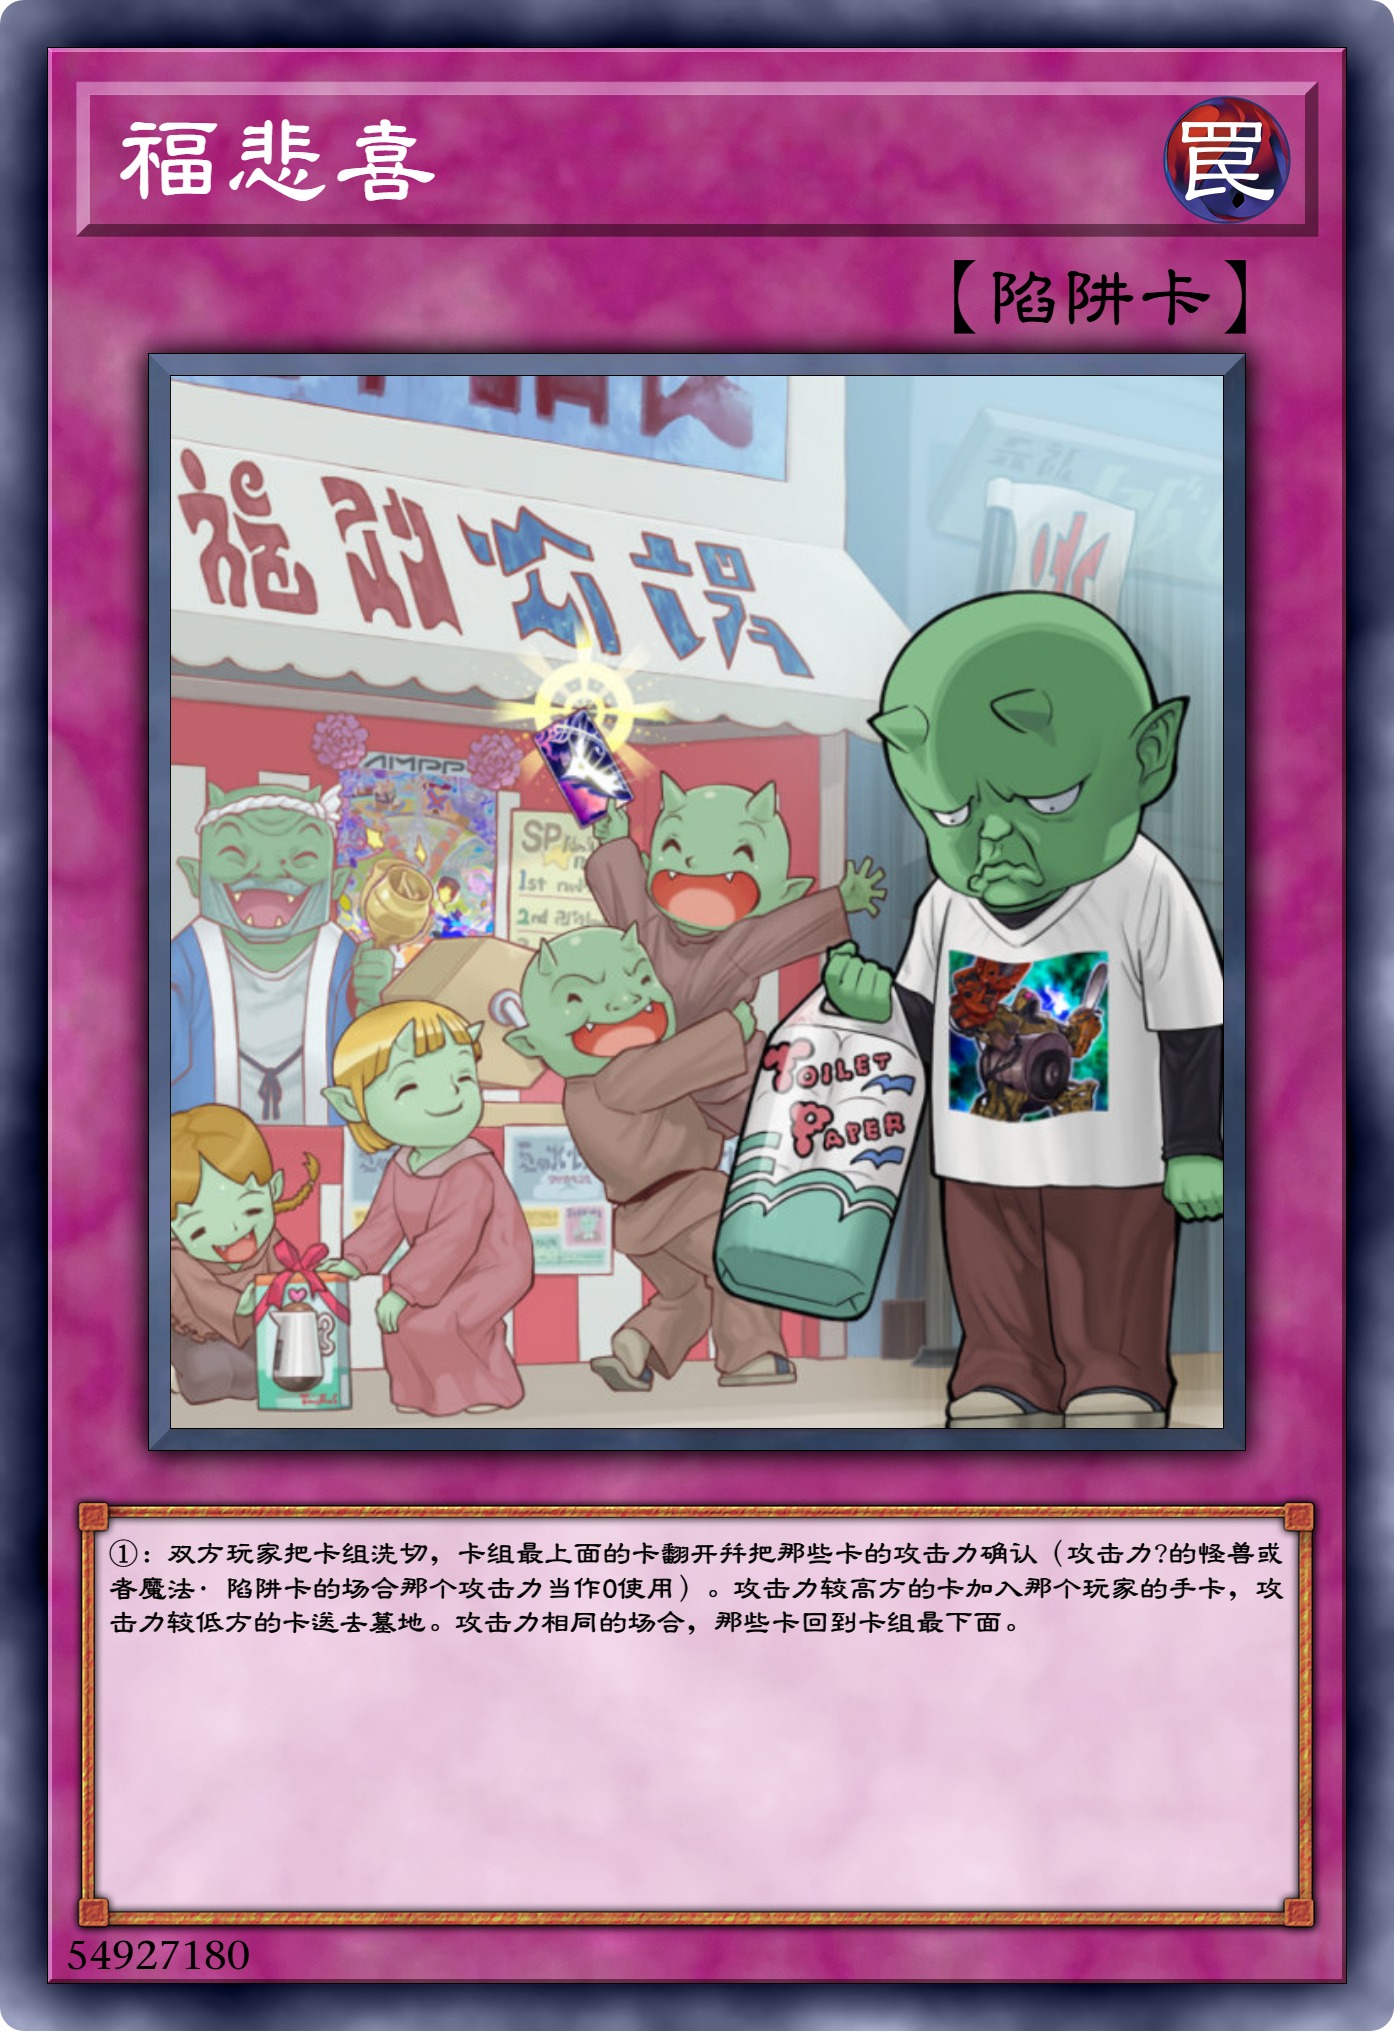 福悲喜
罠
【陷阱卡】
AMPP
SP
1st
2nd
TOILET
PAPER
①：双方玩家把卡组洗切，卡组最上面的卡翻开并把那些卡的攻击力确认（攻击力?的怪兽或
者魔法·陷阱卡的场合那个攻击力当作0使用）。攻击力较高方的卡加入那个玩家的手卡，攻
击力较低方的卡送去墓地。攻击力相同的场合，那些卡回到卡组最下面。
54927180